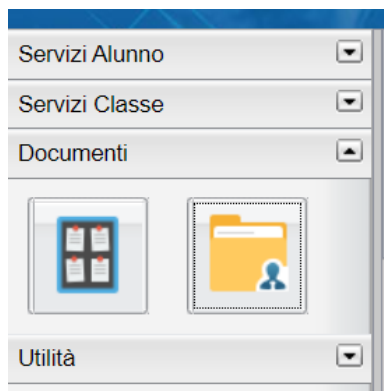 Servizi Alunno
Servizi Classe
Documenti
Utilità